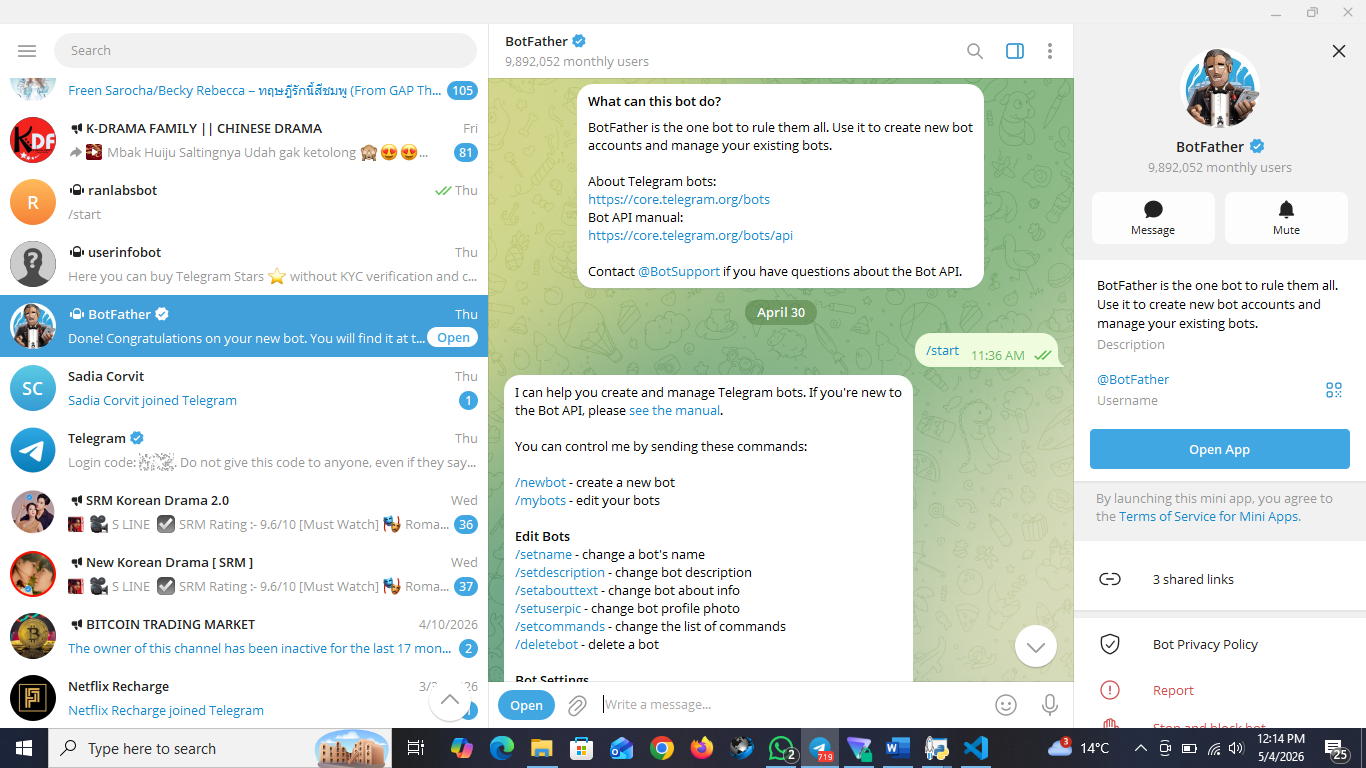 Search
Freen Sarocha/Becky Rebecca – ทฤษฎีรักนี้สีชมพู (From GAP Th...
105
KDF
K-DRAMA FAMILY || CHINESE DRAMA
Fri
Mbak Huiju Saltingnya Udah gak ketolong 🙈😍😍...
81
R
ranlabsbot
Thu
/start
userinfobot
Thu
Here you can buy Telegram Stars ⭐ without KYC verification and c...
BotFather
Thu
Done! Congratulations on your new bot. You will find it at t...
Open
SC
Sadia Corvit
Thu
Sadia Corvit joined Telegram
1
Telegram
Thu
Login code: . Do not give this code to anyone, even if they say...
SRM Korean Drama 2.0
Wed
S LINE ☑ SRM Rating :- 9.6/10 [Must Watch] 🎭 Roma...
36
New Korean Drama [ SRM ]
Wed
S LINE ☑ SRM Rating :- 9.6/10 [Must Watch] 🎭 Roma...
37
BITCOIN TRADING MARKET
4/10/2026
The owner of this channel has been inactive for the last 17 mon...
2
Netflix Recharge
Netflix Recharge joined Telegram
BotFather
9,892,052 monthly users
What can this bot do?
BotFather is the one bot to rule them all. Use it to create new bot
accounts and manage your existing bots.
About Telegram bots:
https://core.telegram.org/bots
Bot API manual:
https://core.telegram.org/bots/api
Contact @BotSupport if you have questions about the Bot API.
April 30
/start 11:36 AM
I can help you create and manage Telegram bots. If you're new to
the Bot API, please see the manual.
You can control me by sending these commands:
/newbot - create a new bot
/mybots - edit your bots
Edit Bots
/setname - change a bot's name
/setdescription - change bot description
/setabouttext - change bot about info
/setuserpic - change bot profile photo
/setcommands - change the list of commands
/deletebot - delete a bot
Bot Settings
Open
Write a message...
BotFather
9,892,052 monthly users
Message
Mute
BotFather is the one bot to rule them all.
Use it to create new bot accounts and
manage your existing bots.
Description
@BotFather
Username
Open App
By launching this mini app, you agree to
the Terms of Service for Mini Apps.
3 shared links
Bot Privacy Policy
Report
Stop and block bot
Type here to search
2
719
3
14°C
12:14 PM
5/4/2026
25